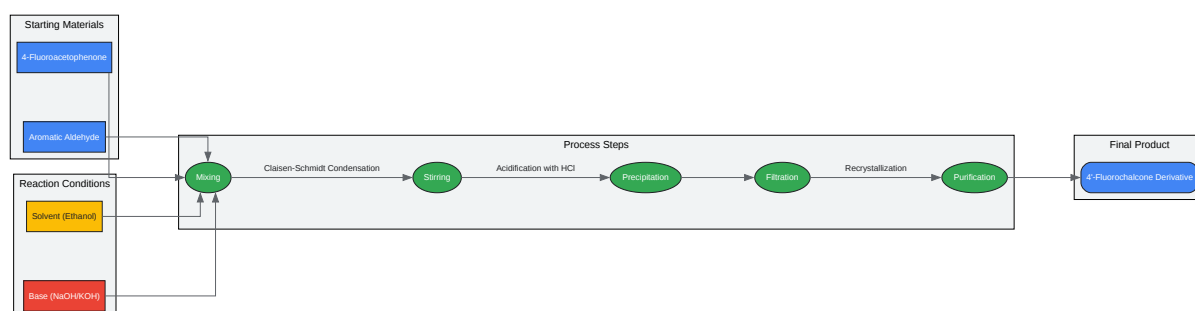 Starting Materials
4-Fluoroacetophenone
Aromatic Aldehyde
Reaction Conditions
Solvent (Ethanol)
Base (NaOH/KOH)
Process Steps
Mixing
Claisen-Schmidt Condensation
Stirring
Acidification with HCl
Precipitation
Filtration
Recrystallization
Purification
Final Product
4'-Fluorochalcone Derivative